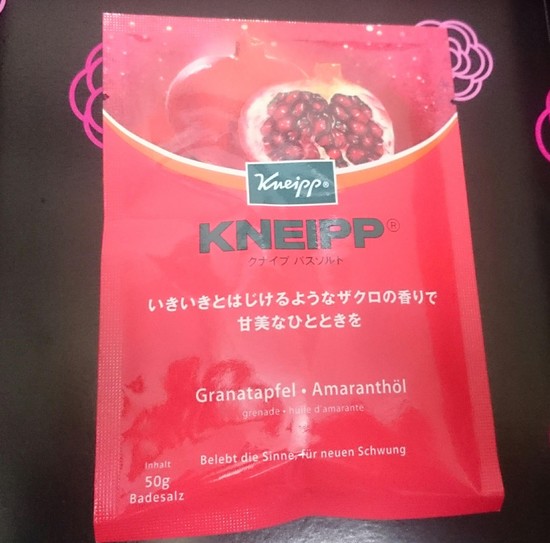 Kneipp®
KNEIPP®
クナイプ バスソルト
いきいきとはじけるようなザクロの香りで
甘美なひとときを
Granatapfel • Amaranthöl
grenade • huile d'amarante
Belebt die Sinne, für neuen Schwung
Inhalt
50g
Badesalz